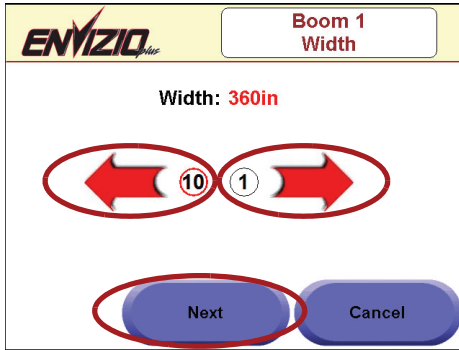 ENVIZIO plus
Boom 1
Width
Width: 360in
10 1
Next Cancel